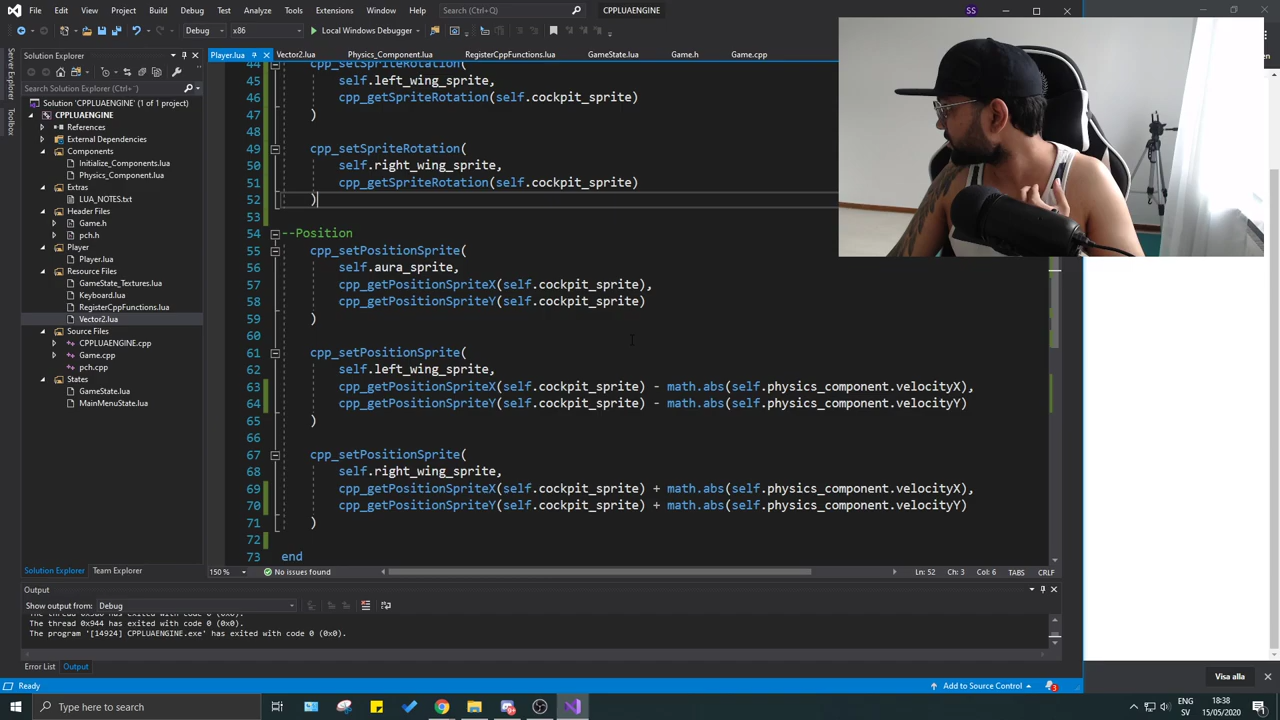 File Edit View Project Build Debug Test Analyze Tools Extensions Window Help Search (Ctrl+Q) CPPLUAENGINE SS
Debug x86 Local Windows Debugger
Server Explorer
Toolbox
Solution Explorer
Search Solution Explorer (Ctrl+')
Solution 'CPPLUAENGINE' (1 of 1 project)
CPPLUAENGINE
References
External Dependencies
Components
Initialize_Components.lua
Physics_Component.lua
Extras
LUA_NOTES.txt
Header Files
Game.h
pch.h
Player
Player.lua
Resource Files
GameState_Textures.lua
Keyboard.lua
RegisterCppFunctions.lua
Vector2.lua
Source Files
CPPLUAENGINE.cpp
Game.cpp
pch.cpp
States
GameState.lua
MainMenuState.lua
Solution Explorer Team Explorer
Player.lua Vector2.lua Physics_Component.lua RegisterCppFunctions.lua GameState.lua Game.h Game.cpp
44 cpp_setSpriteRotation(
45 self.left_wing_sprite,
46 cpp_getSpriteRotation(self.cockpit_sprite)
47 )
48
49 cpp_setSpriteRotation(
50 self.right_wing_sprite,
51 cpp_getSpriteRotation(self.cockpit_sprite)
52 )
53
54 --Position
55 cpp_setPositionSprite(
56 self.aura_sprite,
57 cpp_getPositionSpriteX(self.cockpit_sprite),
58 cpp_getPositionSpriteY(self.cockpit_sprite)
59 )
60
61 cpp_setPositionSprite(
62 self.left_wing_sprite,
63 cpp_getPositionSpriteX(self.cockpit_sprite) - math.abs(self.physics_component.velocityX),
64 cpp_getPositionSpriteY(self.cockpit_sprite) - math.abs(self.physics_component.velocityY)
65 )
66
67 cpp_setPositionSprite(
68 self.right_wing_sprite,
69 cpp_getPositionSpriteX(self.cockpit_sprite) + math.abs(self.physics_component.velocityX),
70 cpp_getPositionSpriteY(self.cockpit_sprite) + math.abs(self.physics_component.velocityY)
71 )
72
73 end
150 % No issues found Ln: 52 Ch: 3 Col: 6 TABS CRLF
Output
Show output from: Debug
The thread 0x944 has exited with code 0 (0x0).
The program '[14924] CPPLUAENGINE.exe' has exited with code 0 (0x0).
Error List Output
Visa alla
Ready Add to Source Control 3
Type here to search ENG SV 18:38 15/05/2020 1